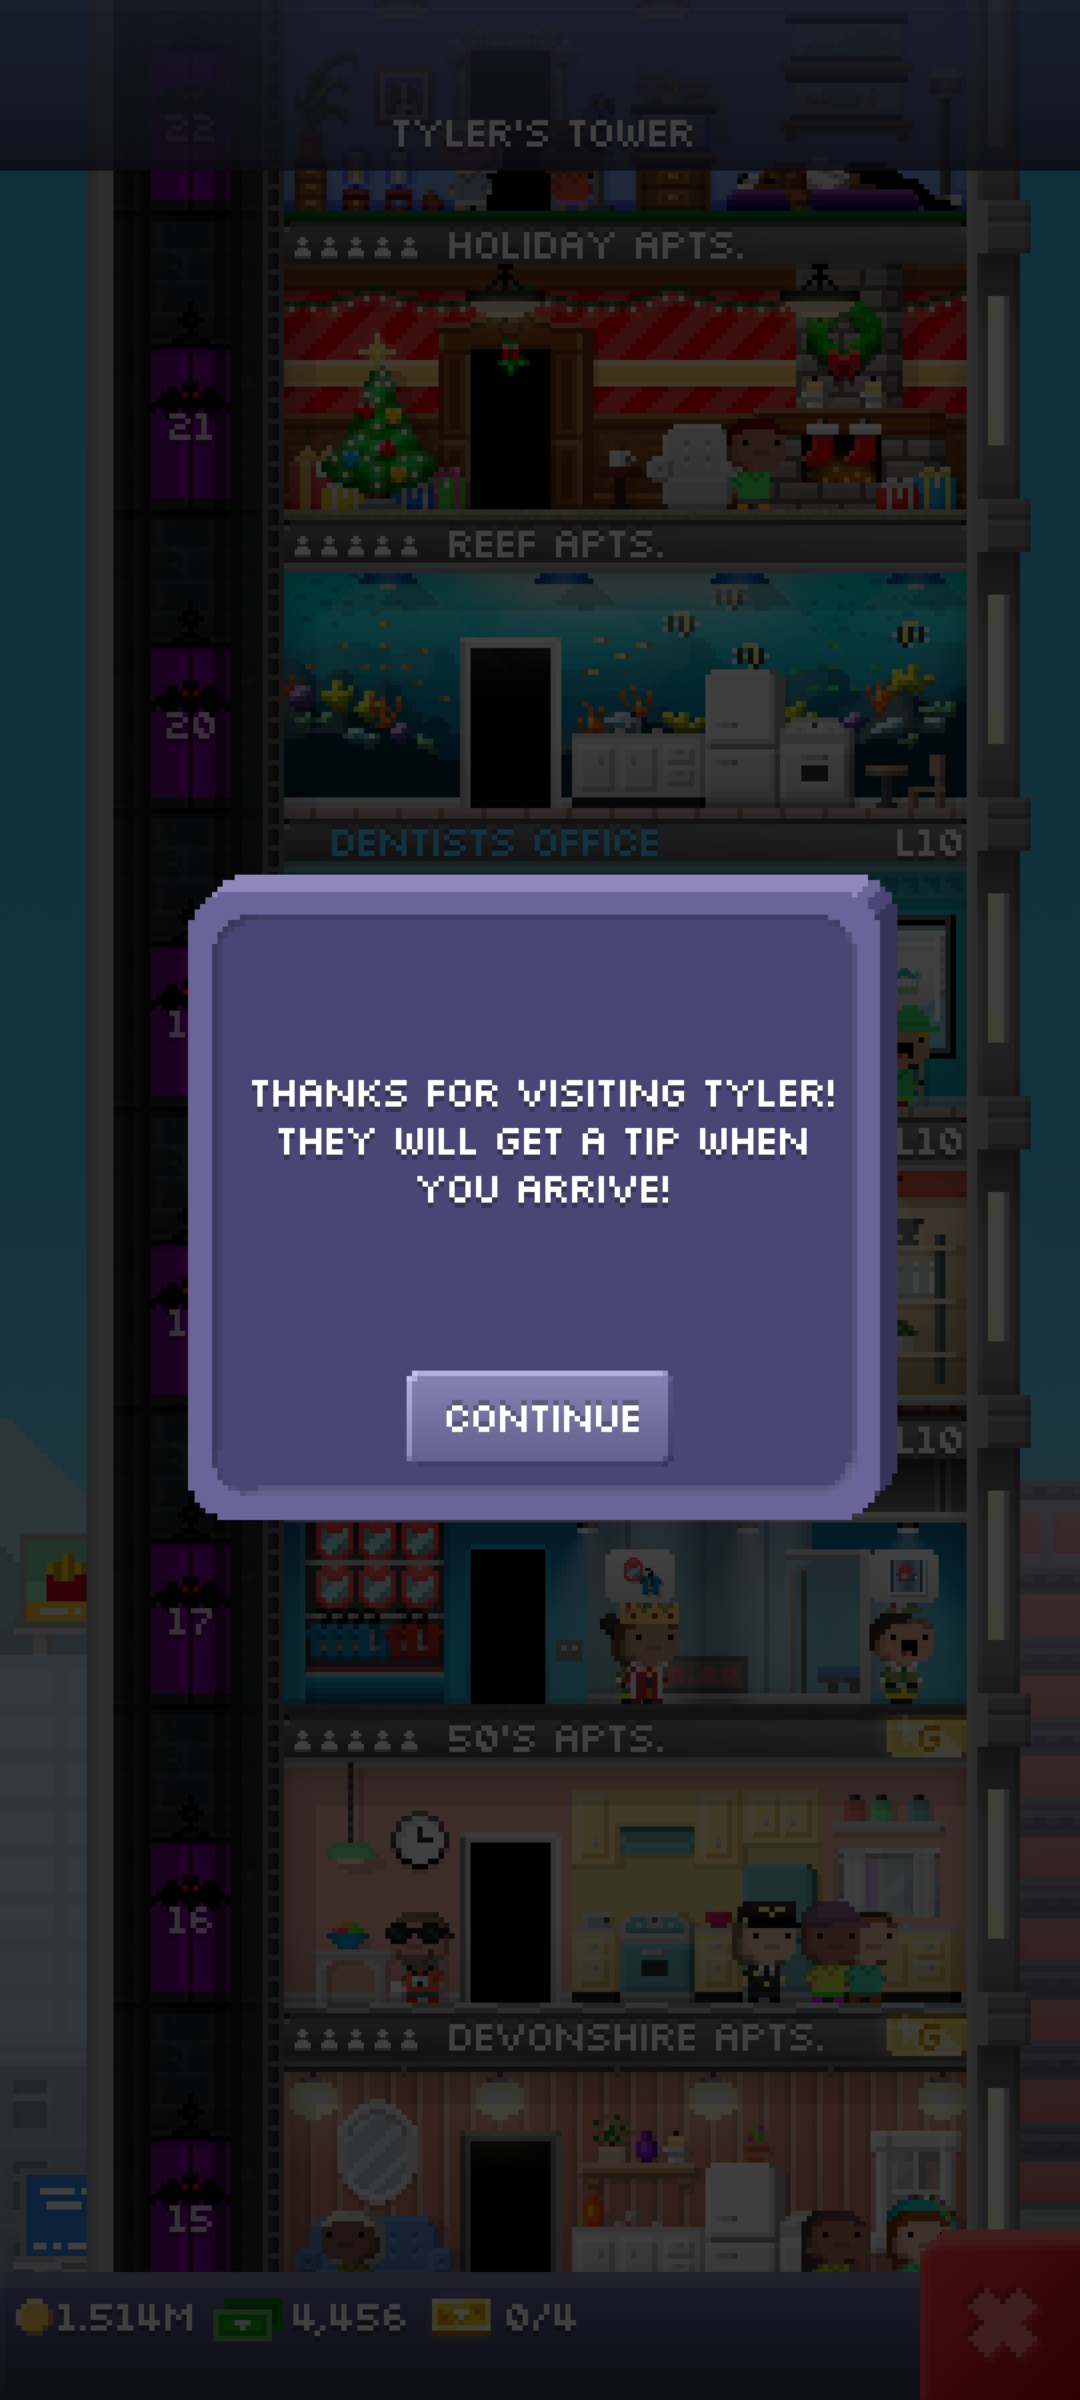 22
TYLER'S TOWER
HOLIDAY APTS.
21
REEF APTS.
20
DENTISTS OFFICE L10
1
THANKS FOR VISITING TYLER!
THEY WILL GET A TIP WHEN
YOU ARRIVE!
L10
1
CONTINUE
L10
17
0:00
50'S APTS. G
16
DEVONSHIRE APTS. G
15
1.514M 4,456 0/4